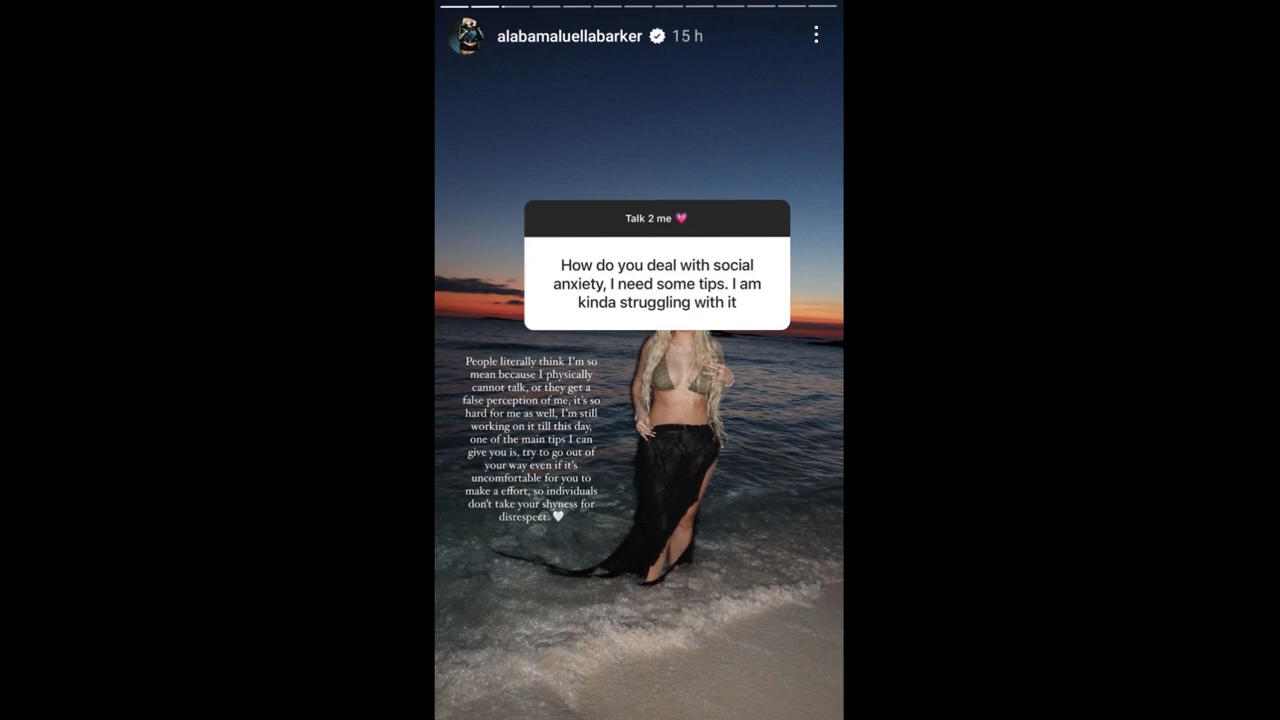 alabamaluellabarker 15 h
Talk 2 me 💗
How do you deal with social
anxiety, I need some tips. I am
kinda struggling with it
People literally think I'm so
mean because I physically
cannot talk, or they get a
false perception of me, it's so
hard for me as well, I'm still
working on it till this day,
one of the main tips I can
give you is, try to go out of
your way even if it's
uncomfortable for you to
make a effort, so individuals
don't take your shyness for
disrespect. 🤍